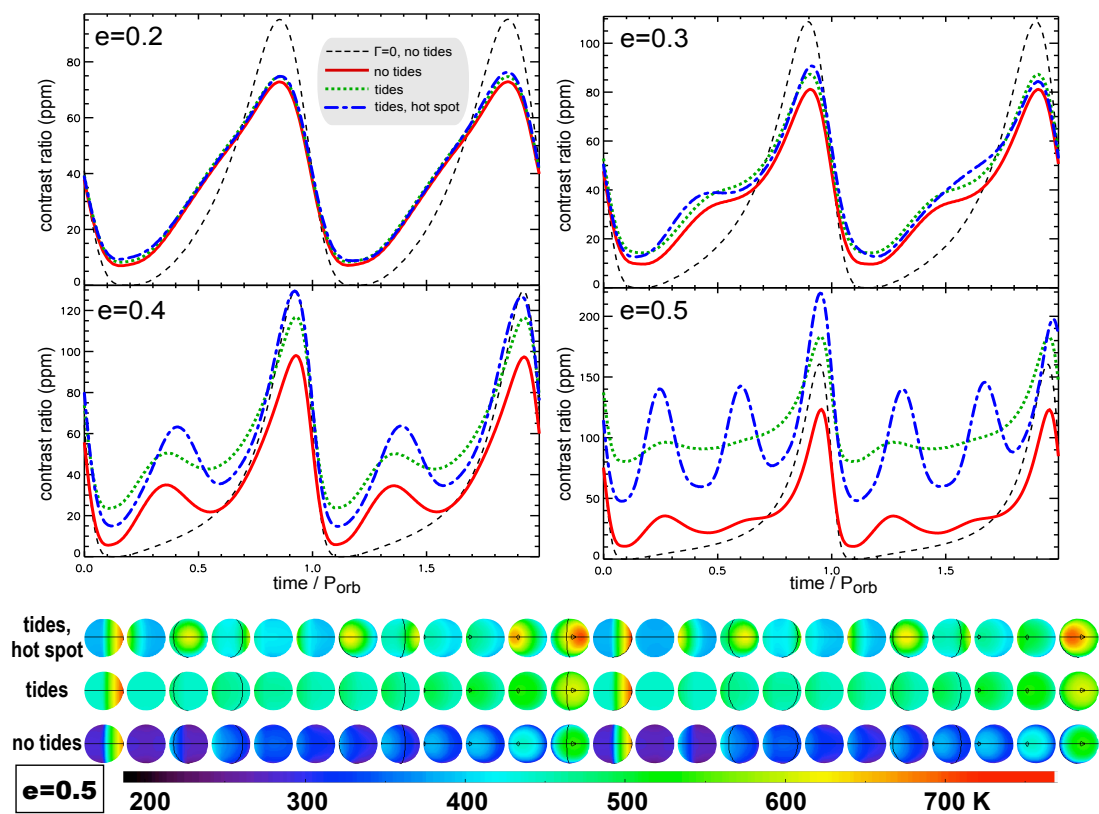 e=0.2
Γ=0, no tides
no tides
tides
tides, hot spot
contrast ratio (ppm)
80
60
40
20
0
e=0.3
contrast ratio (ppm)
100
80
60
40
20
0
e=0.4
contrast ratio (ppm)
120
100
80
60
40
20
0
0.0
0.5
1.0
1.5
time / Porb
e=0.5
contrast ratio (ppm)
200
150
100
50
0
0.0
0.5
1.0
1.5
time / Porb
tides,
hot spot
tides
no tides
e=0.5
200 300 400 500 600 700 K